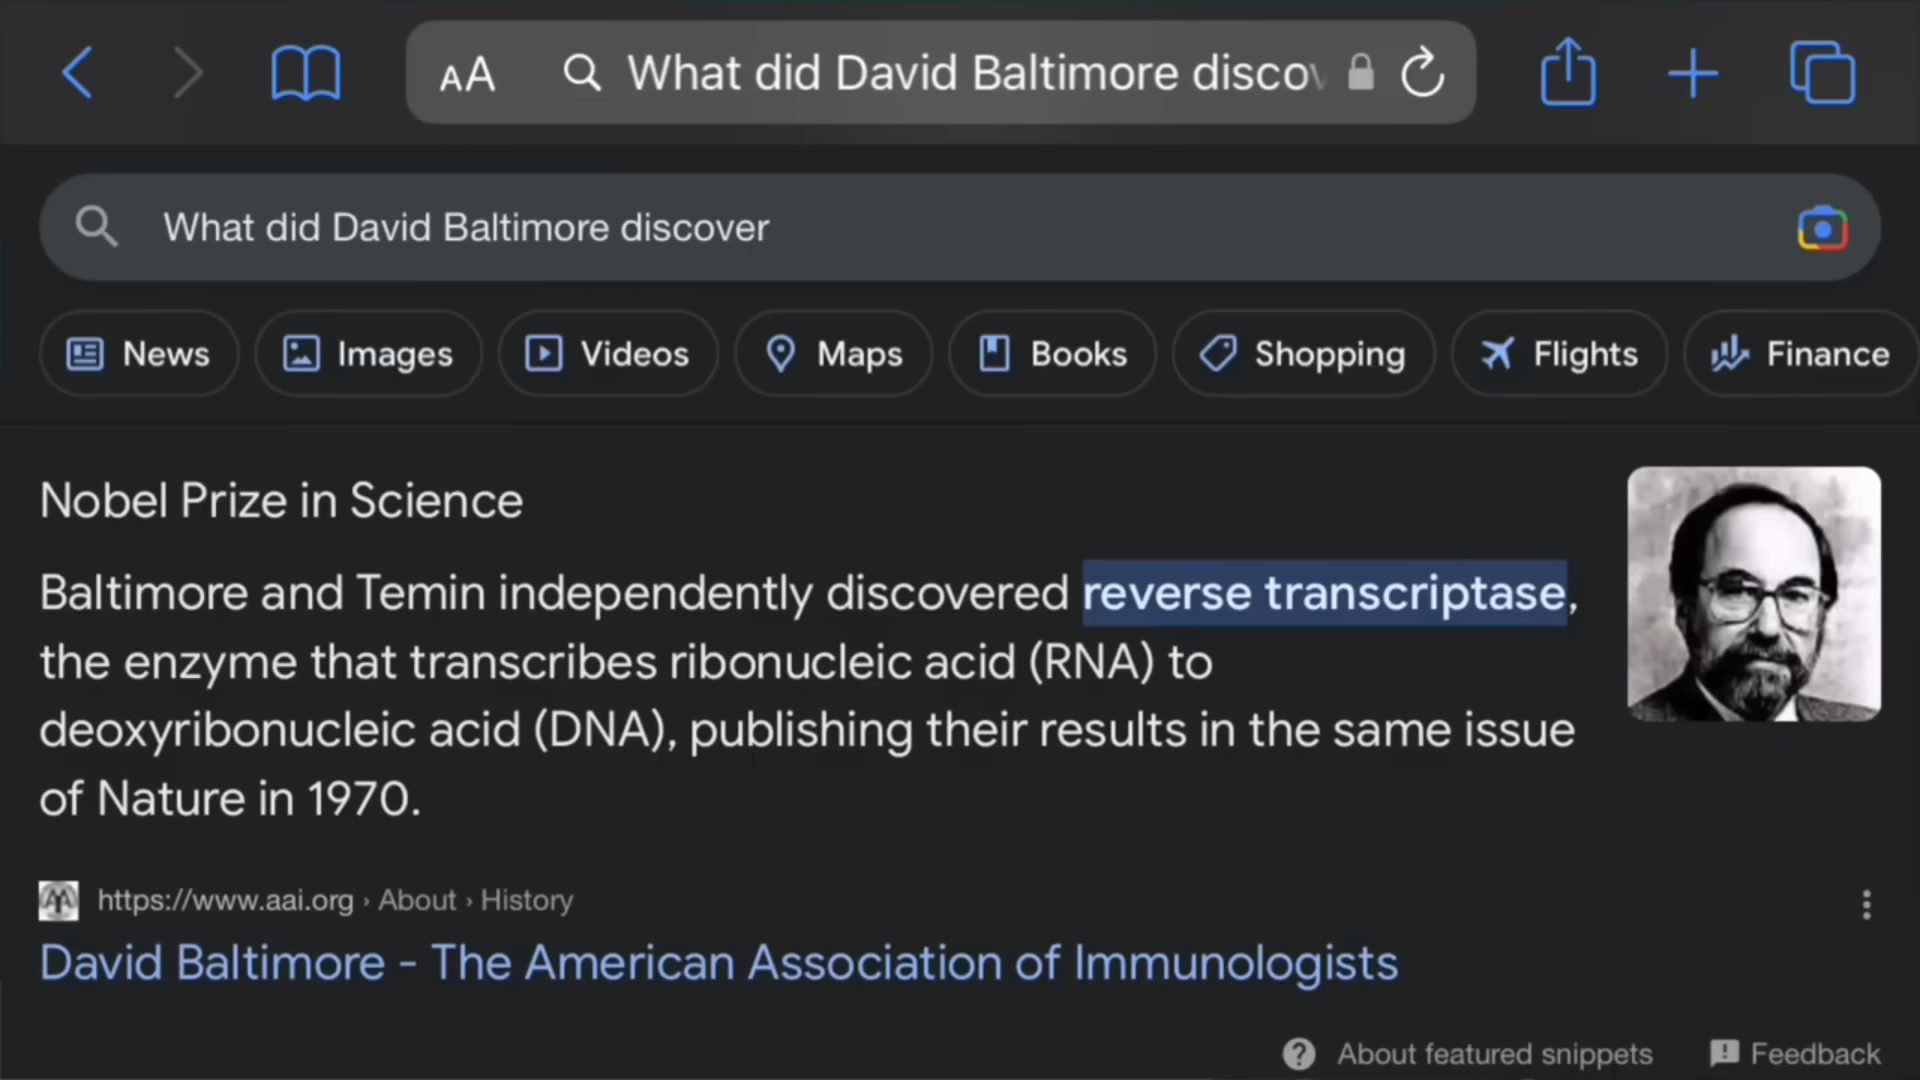 AA What did David Baltimore discov
What did David Baltimore discover
News Images Videos Maps Books Shopping Flights Finance
Nobel Prize in Science
Baltimore and Temin independently discovered reverse transcriptase,
the enzyme that transcribes ribonucleic acid (RNA) to
deoxyribonucleic acid (DNA), publishing their results in the same issue
of Nature in 1970.
https://www.aai.org › About › History
David Baltimore - The American Association of Immunologists
About featured snippets Feedback